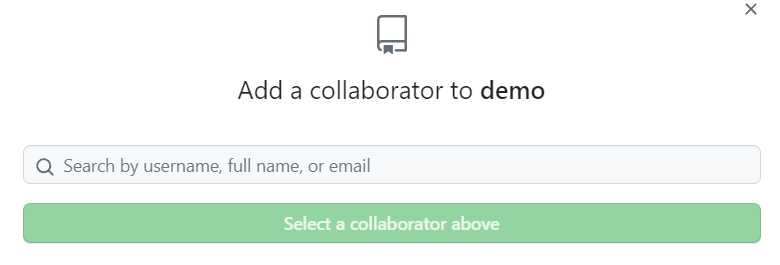 Add a collaborator to demo
Search by username, full name, or email
Select a collaborator above